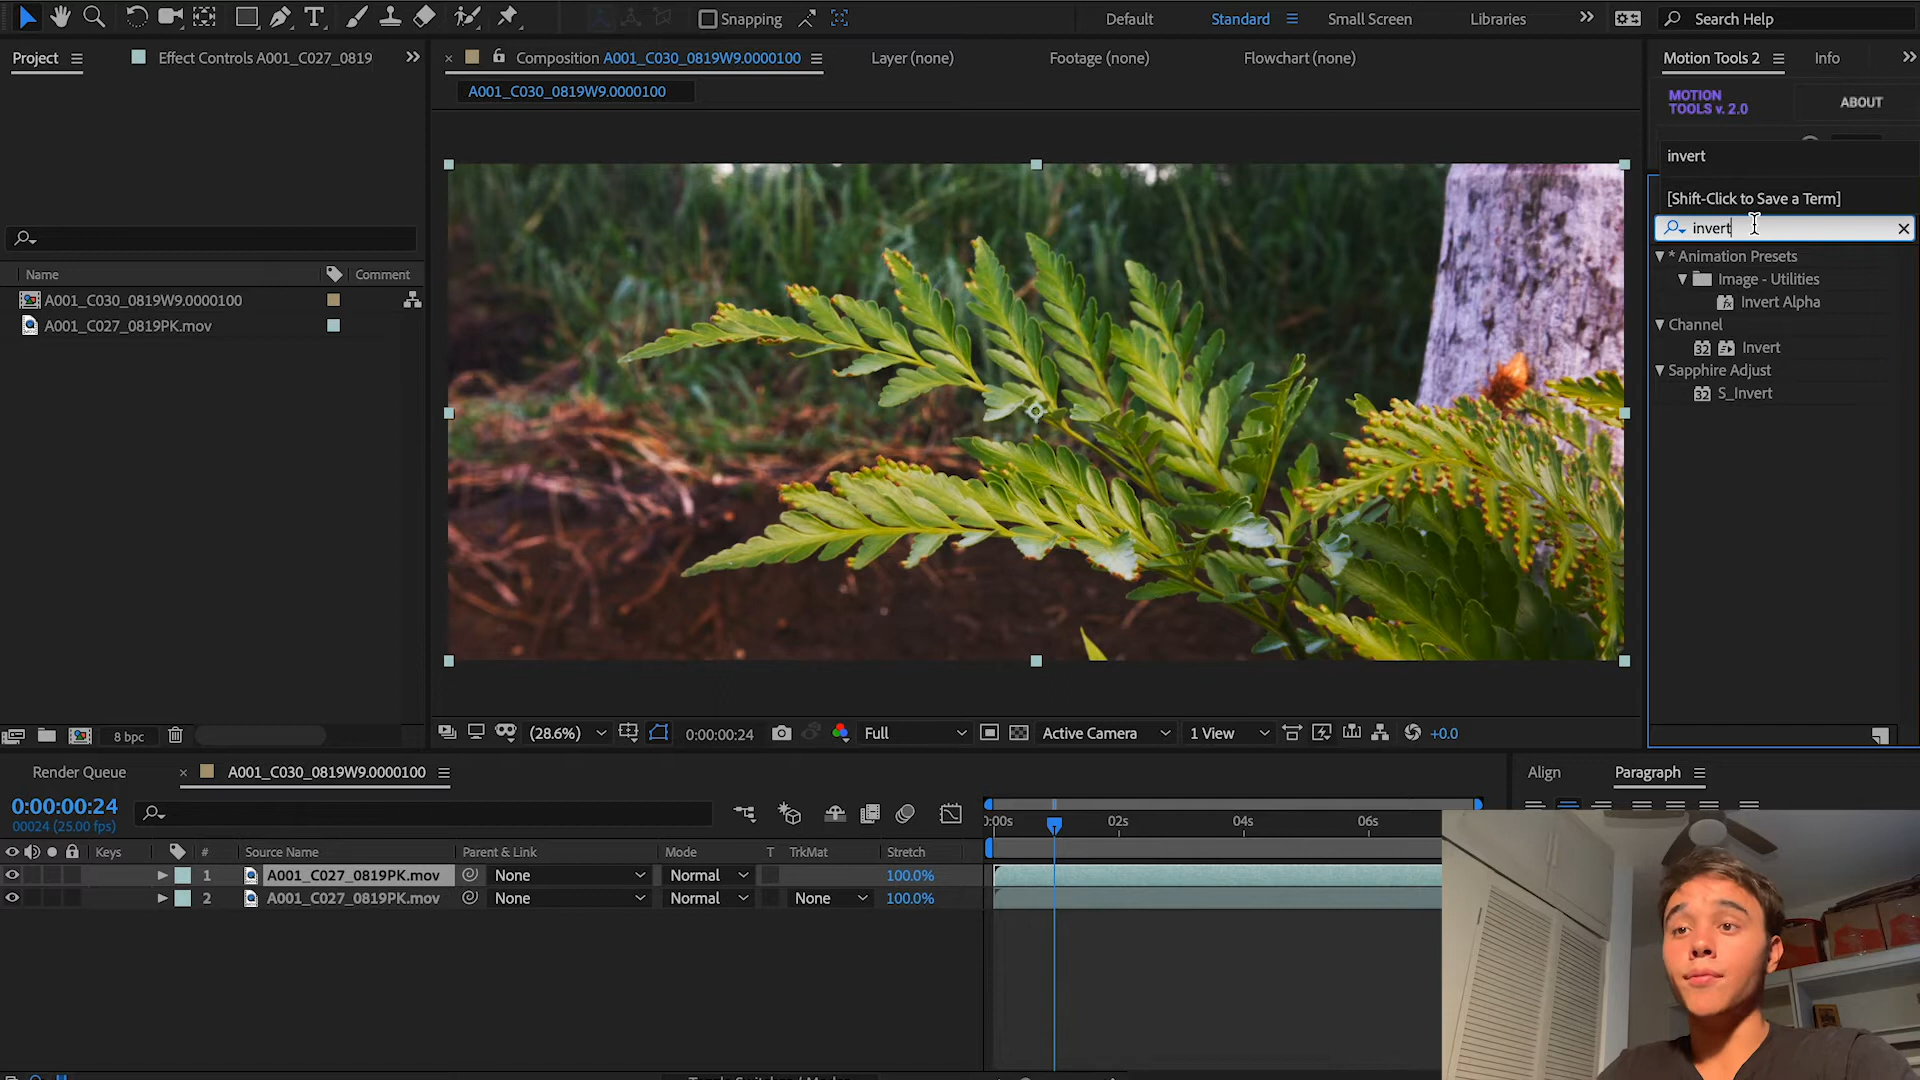 Snapping
Default
Standard
Small Screen
Libraries
Search Help
Project
Effect Controls A001_C027_0819
Composition A001_C030_0819W9.0000100
Layer (none)
Footage (none)
Flowchart (none)
Motion Tools 2
Info
A001_C030_0819W9.0000100
MOTION
TOOLS v. 2.0
ABOUT
invert
[Shift-Click to Save a Term]
invert
* Animation Presets
Image - Utilities
Invert Alpha
Channel
32 Invert
Sapphire Adjust
32 S_Invert
Name
Comment
A001_C030_0819W9.0000100
A001_C027_0819PK.mov
8 bpc
(28.6%)
0:00:00:24
Full
Active Camera
1 View
+0.0
Render Queue
A001_C030_0819W9.0000100
Align
Paragraph
0:00:00:24
00024 (25.00 fps)
0:00s
02s
04s
06s
Keys
#
Source Name
Parent & Link
Mode
T
TrkMat
Stretch
1 A001_C027_0819PK.mov None Normal 100.0%
2 A001_C027_0819PK.mov None Normal None 100.0%